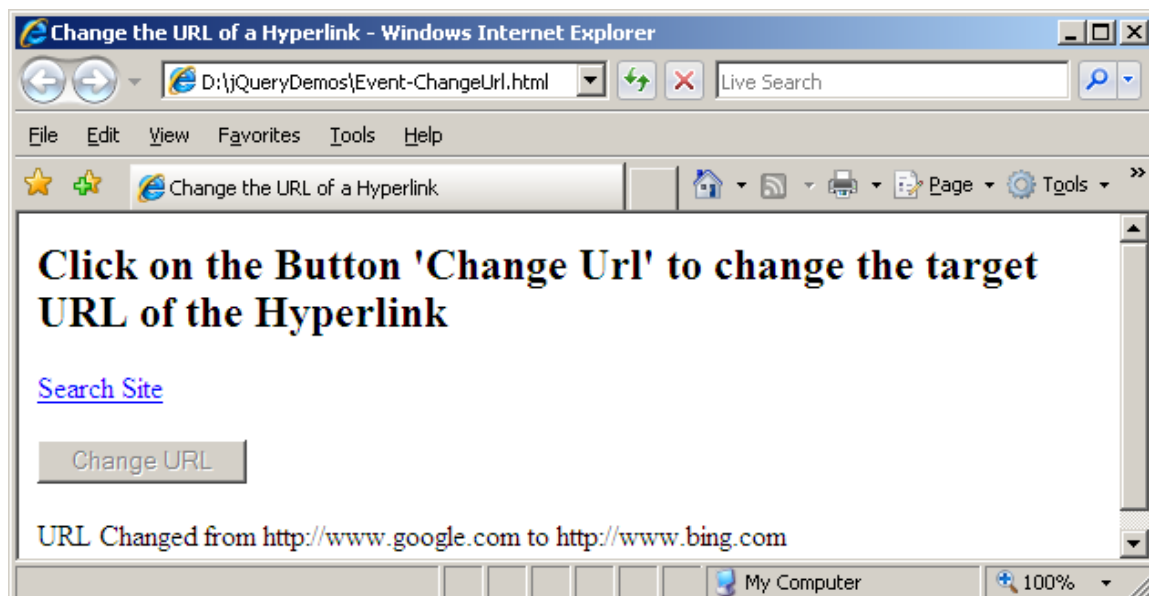 Change the URL of a Hyperlink - Windows Internet Explorer
D:\jQueryDemos\Event-ChangeUrl.html
Live Search
File Edit View Favorites Tools Help
Change the URL of a Hyperlink
Page Tools »
Click on the Button 'Change Url' to change the target
URL of the Hyperlink
Search Site
Change URL
URL Changed from http://www.google.com to http://www.bing.com
My Computer
100%